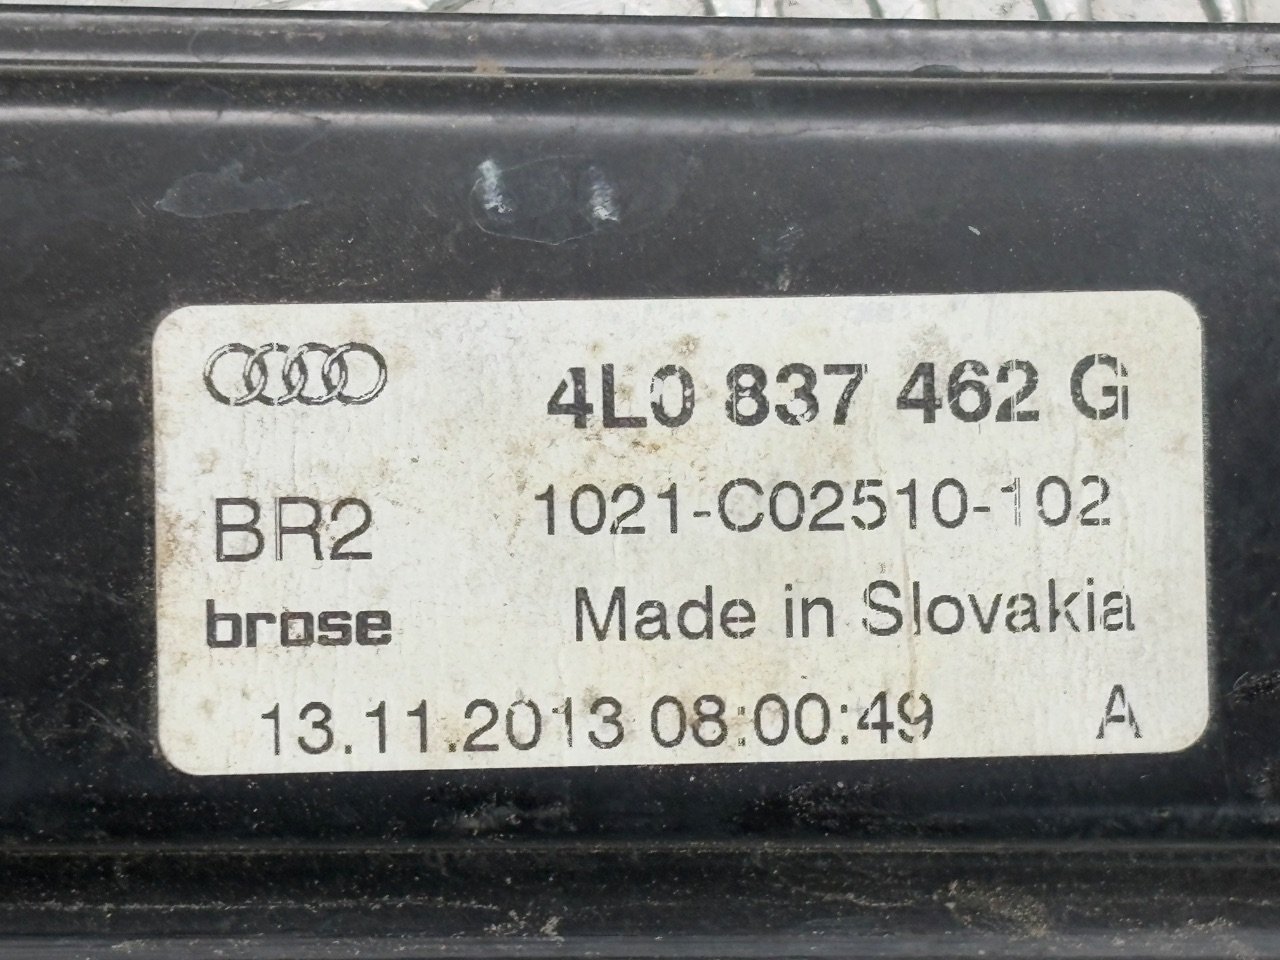 4L0 837 462 G
BR2 1021-C02510-102
brose Made in Slovakia
13.11.2013 08:00:49 A